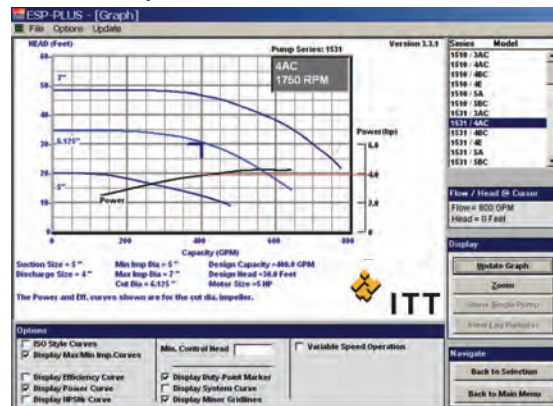 ESP-PLUS - [Graph]
File Options Update
HEAD (Feet)
Pump Series: 1531
Version 3.3.1
4AC
1750 RPM
60
50
40
30
20
10
0
7"
6.125"
5"
Power
Power(hp)
6.0
4.0
2.0
0 200 400 600 800
Capacity (GPM)
Suction Size = 5 " Min Imp Dia = 5 " Design Capacity =400.0 GPM
Discharge Size = 4 " Max Imp Dia = 7 " Design Head =30.0 Feet
Cut Dia = 6.125 " Motor Size =5 HP
The Power and Eff. curves shown are for the cut dia. impeller.
ITT
Series Model
1510 / 3AC
1510 / 4AC
1510 / 4BC
1510 / 4E
1510 / 5A
1510 / 5BC
1531 / 3AC
1531 / 4AC
1531 / 4BC
1531 / 4E
1531 / 5A
1531 / 5BC
Flow / Head @ Cursor
Flow = 800 GPM
Head = 0 Feet
Display
Update Graph
Zoom
Show Single Pump
Navigate
Back to Selection
Back to Main Menu
Options
ISO Style Curves
Display Max/Min Imp.Curves
Display Efficiency Curve
Display Power Curve
Display NPSHr Curve
Min. Control Head
Display Duty-Point Marker
Display System Curve
Display Minor Gridlines
Variable Speed Operation